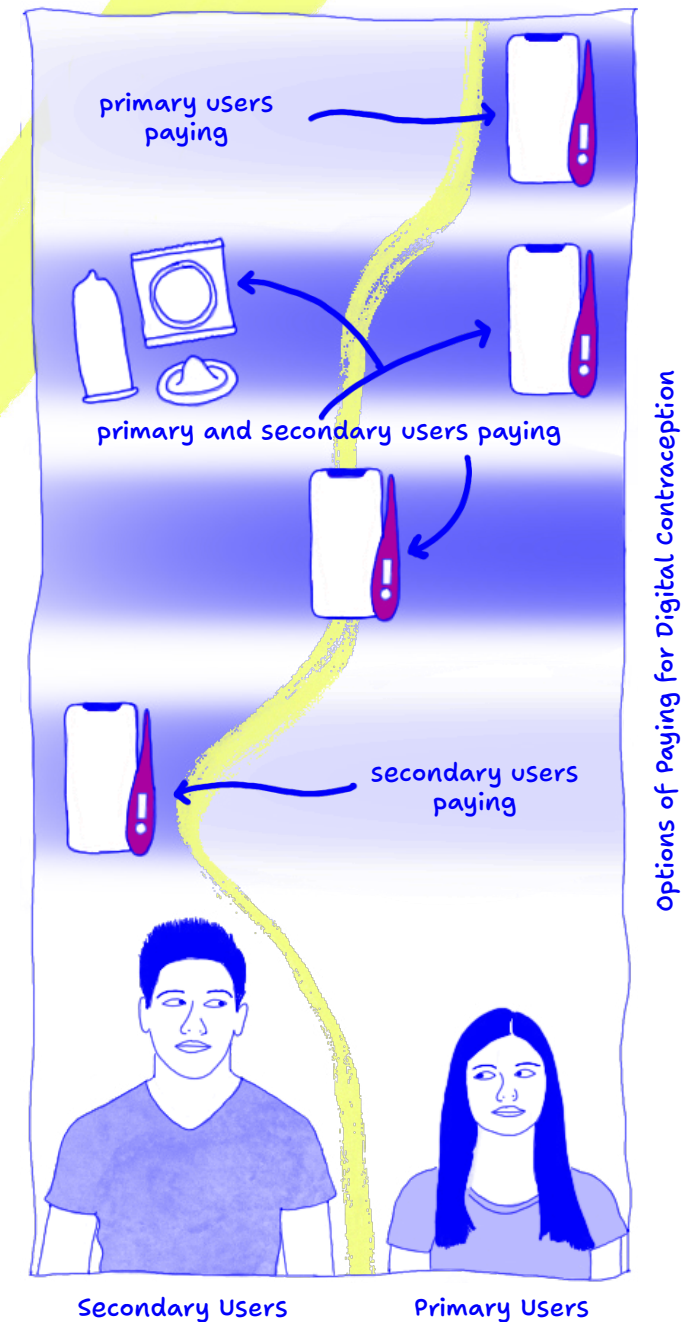 primary users
paying
primary and secondary users paying
secondary users
paying
Options of Paying for Digital Contraception
Secondary Users
Primary Users